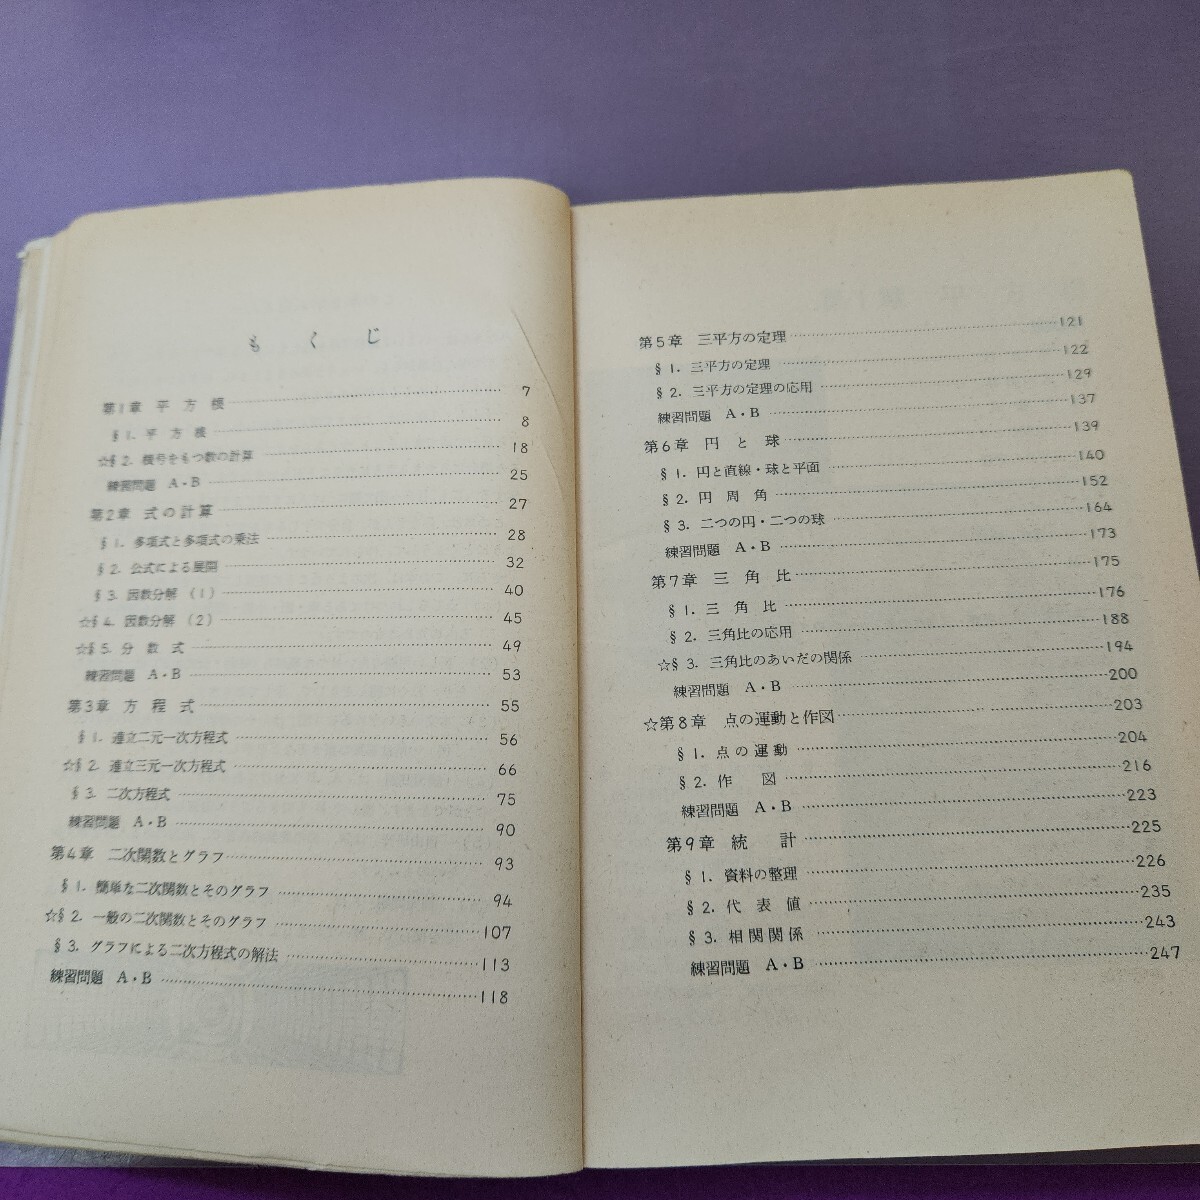 もくじ
第1章 平方根 7
§1. 平方根 8
☆§2. 根号をもつ数の計算 18
練習問題 A・B 25
第2章 式の計算 27
§1. 多項式と多項式の乗法 28
§2. 公式による展開 32
§3. 因数分解 (1) 40
☆§4. 因数分解 (2) 45
☆§5. 分数式 49
練習問題 A・B 53
第3章 方程式 55
§1. 連立二元一次方程式 56
☆§2. 連立三元一次方程式 66
§3. 二次方程式 75
練習問題 A・B 90
第4章 二次関数とグラフ 93
§1. 簡単な二次関数とそのグラフ 94
☆§2. 一般の二次関数とそのグラフ 107
§3. グラフによる二次方程式の解法 113
練習問題 A・B 118
第5章 三平方の定理 121
§1. 三平方の定理 122
§2. 三平方の定理の応用 129
練習問題 A・B 137
第6章 円と球 139
§1. 円と直線・球と平面 140
§2. 円周角 152
§3. 二つの円・二つの球 164
練習問題 A・B 173
第7章 三角比 175
§1. 三角比 176
§2. 三角比の応用 188
☆§3. 三角比のあいだの関係 194
練習問題 A・B 200
☆第8章 点の運動と作図 203
§1. 点の運動 204
§2. 作図 216
練習問題 A・B 223
第9章 統計 225
§1. 資料の整理 226
§2. 代表値 235
§3. 相関関係 243
練習問題 A・B 247